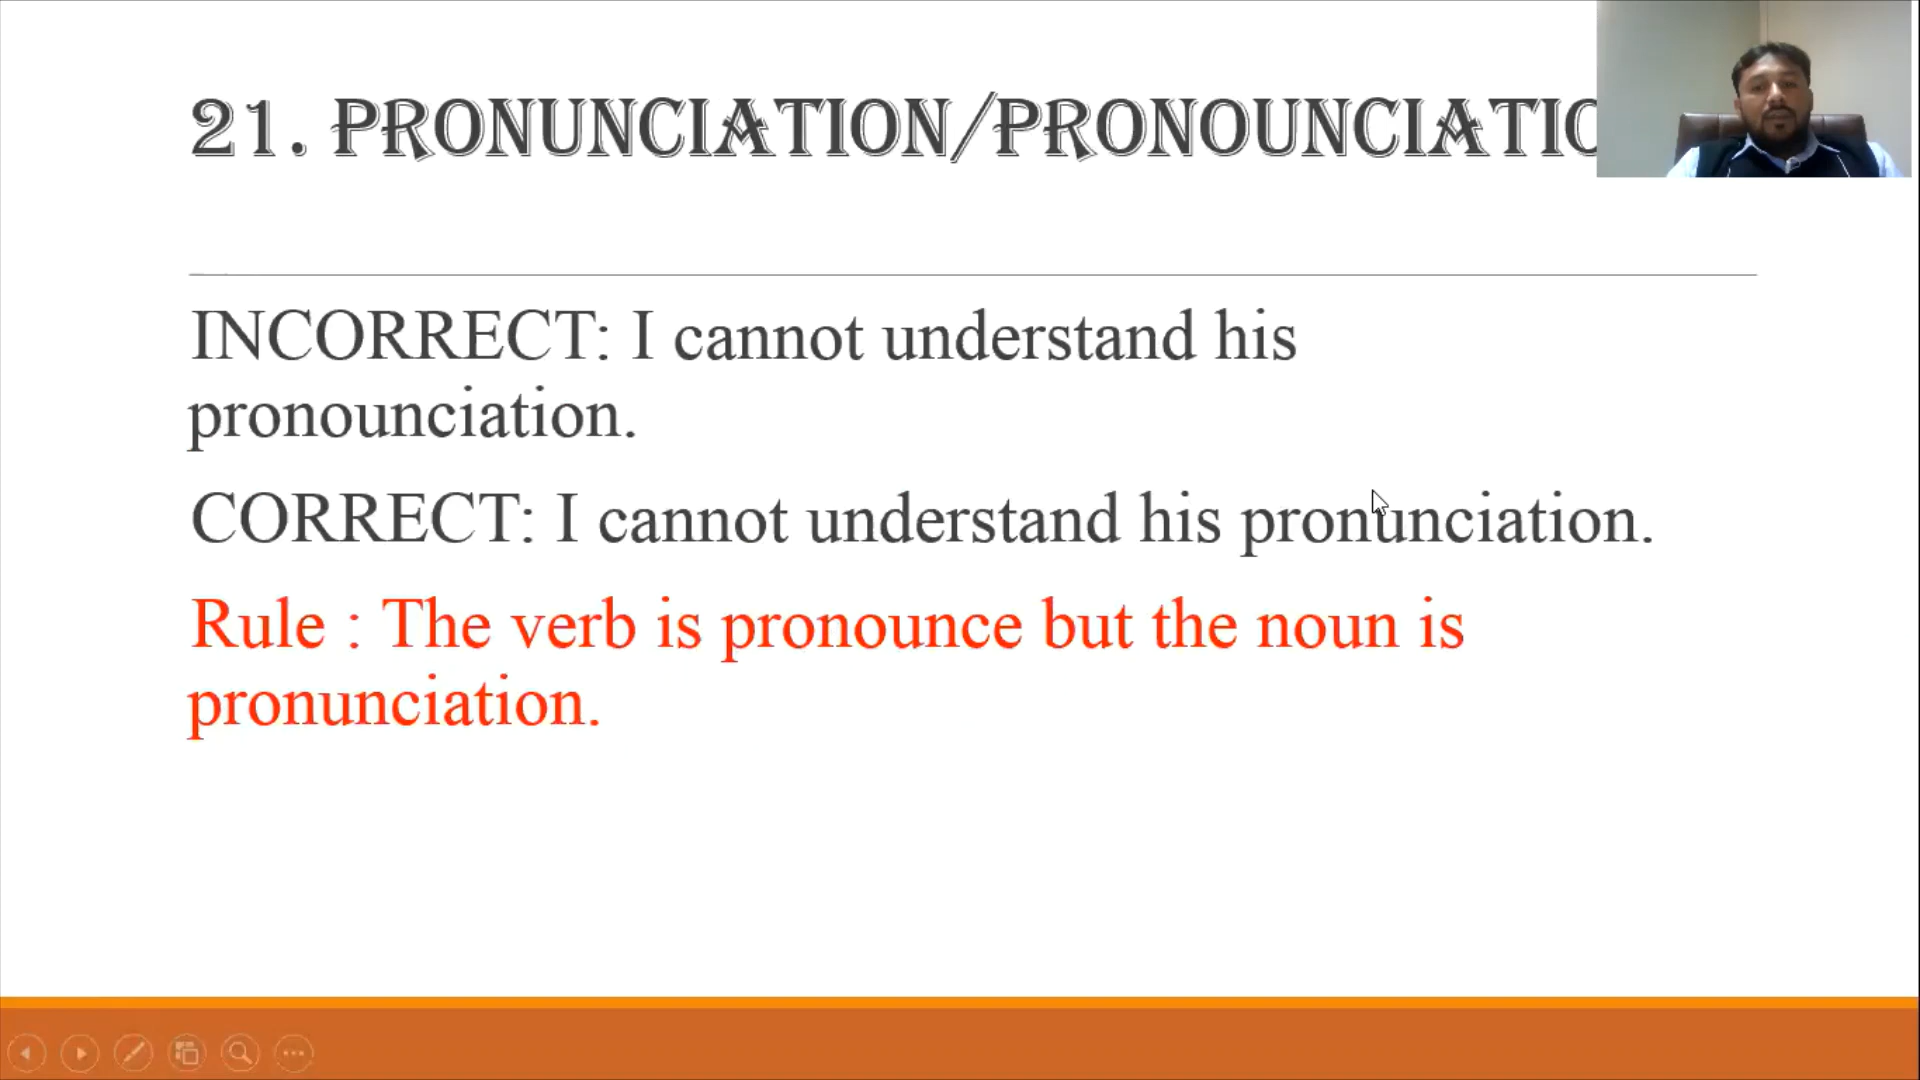 21. PRONUNCIATION/PRONOUNCIATIO
INCORRECT: I cannot understand his
pronounciation.
CORRECT: I cannot understand his pronunciation.
Rule : The verb is pronounce but the noun is
pronunciation.